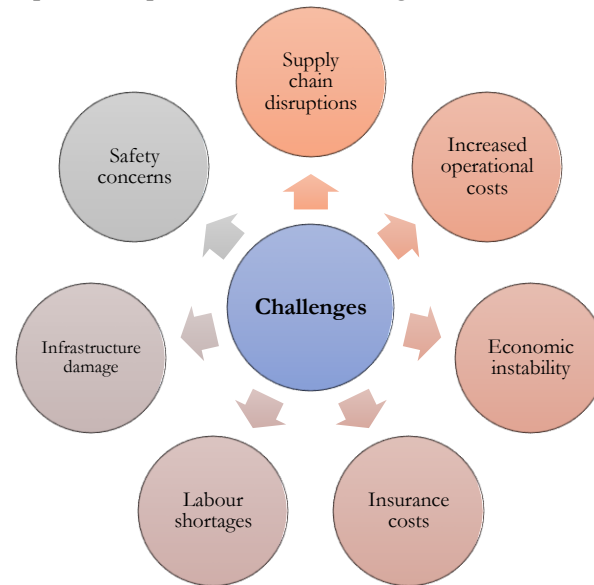 Supply
chain
disruptions
Increased
operational
costs
Economic
instability
Insurance
costs
Labour
shortages
Infrastructure
damage
Safety
concerns
Challenges